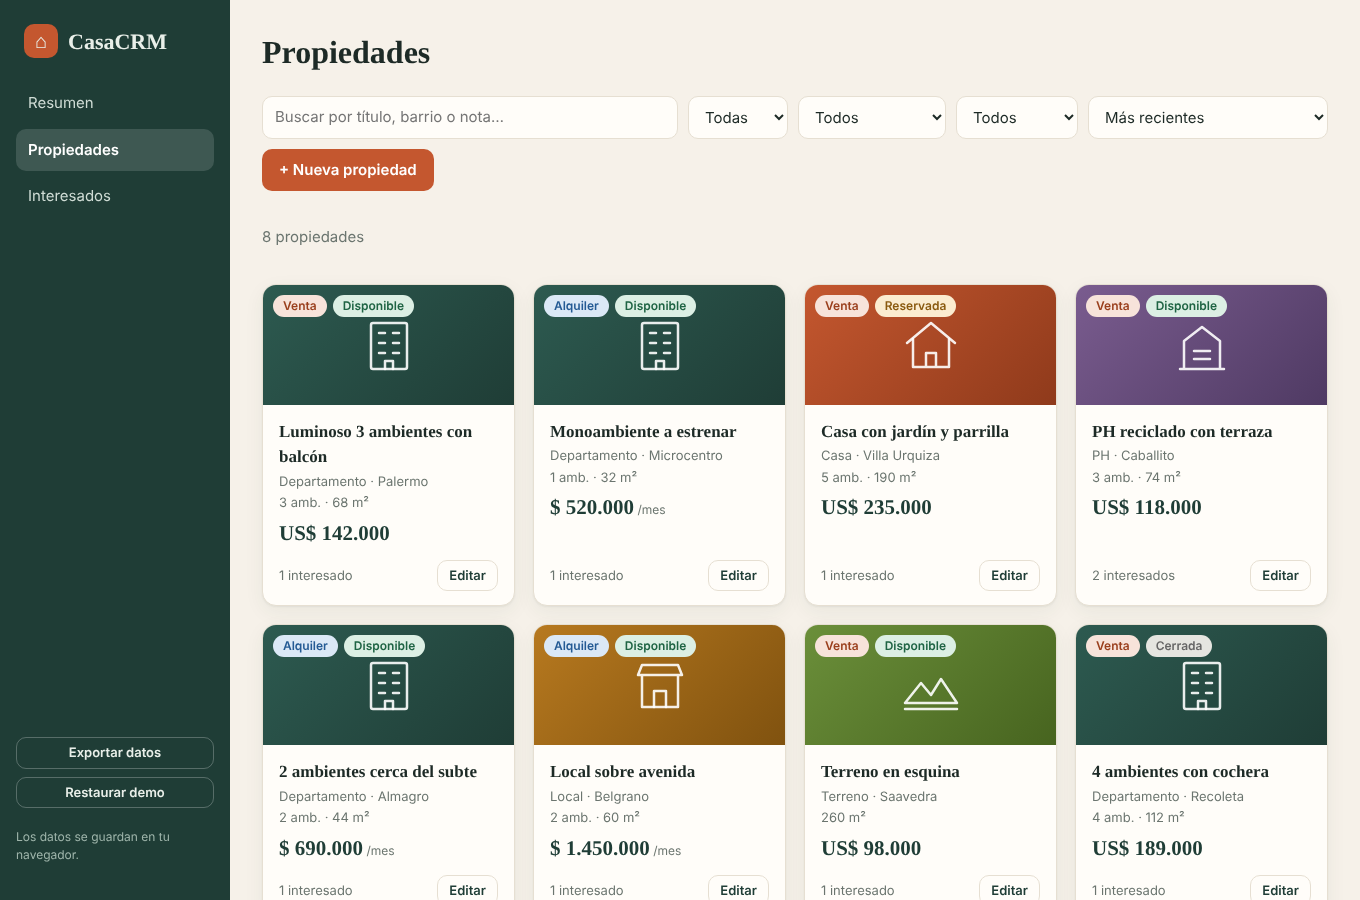 CasaCRM
Resumen
Propiedades
Interesados
Exportar datos
Restaurar demo
Los datos se guardan en tu
navegador.
Propiedades
Buscar por título, barrio o nota...
Todas
Todos
Todos
Más recientes
+ Nueva propiedad
8 propiedades
Venta
Disponible
Luminoso 3 ambientes con
balcón
Departamento · Palermo
3 amb. · 68 m²
US$ 142.000
1 interesado
Editar
Alquiler
Disponible
Monoambiente a estrenar
Departamento · Microcentro
1 amb. · 32 m²
$ 520.000 /mes
1 interesado
Editar
Venta
Reservada
Casa con jardín y parrilla
Casa · Villa Urquiza
5 amb. · 190 m²
US$ 235.000
1 interesado
Editar
Venta
Disponible
PH reciclado con terraza
PH · Caballito
3 amb. · 74 m²
US$ 118.000
2 interesados
Editar
Alquiler
Disponible
2 ambientes cerca del subte
Departamento · Almagro
2 amb. · 44 m²
$ 690.000 /mes
1 interesado
Editar
Alquiler
Disponible
Local sobre avenida
Local · Belgrano
2 amb. · 60 m²
$ 1.450.000 /mes
1 interesado
Editar
Venta
Disponible
Terreno en esquina
Terreno · Saavedra
260 m²
US$ 98.000
1 interesado
Editar
Venta
Cerrada
4 ambientes con cochera
Departamento · Recoleta
4 amb. · 112 m²
US$ 189.000
1 interesado
Editar